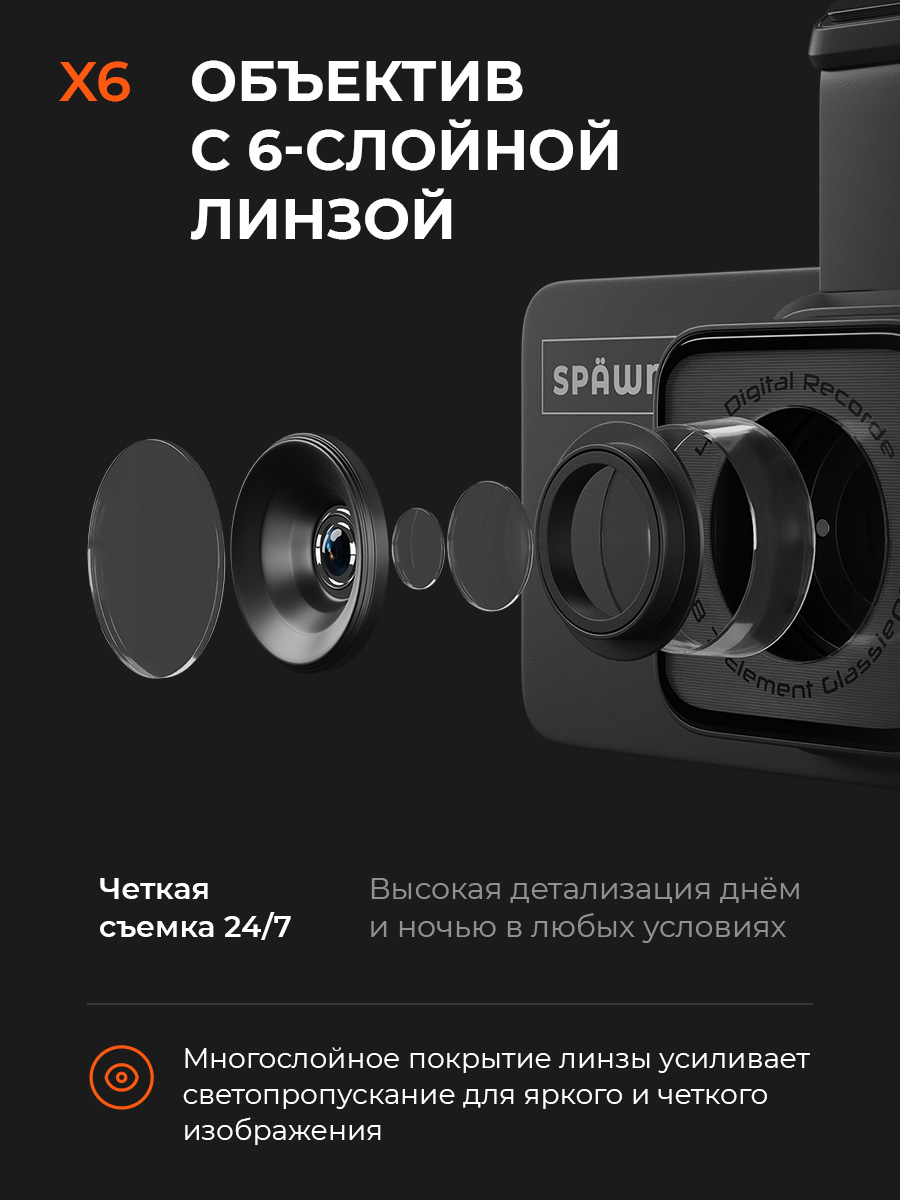 X6
ОБЪЕКТИВ
С 6-СЛОЙНОЙ
ЛИНЗОЙ
Digital Recorde
Element Glassie
Четкая
съемка 24/7
Высокая детализация днём
и ночью в любых условиях
Многослойное покрытие линзы усиливает
светопропускание для яркого и четкого
изображения